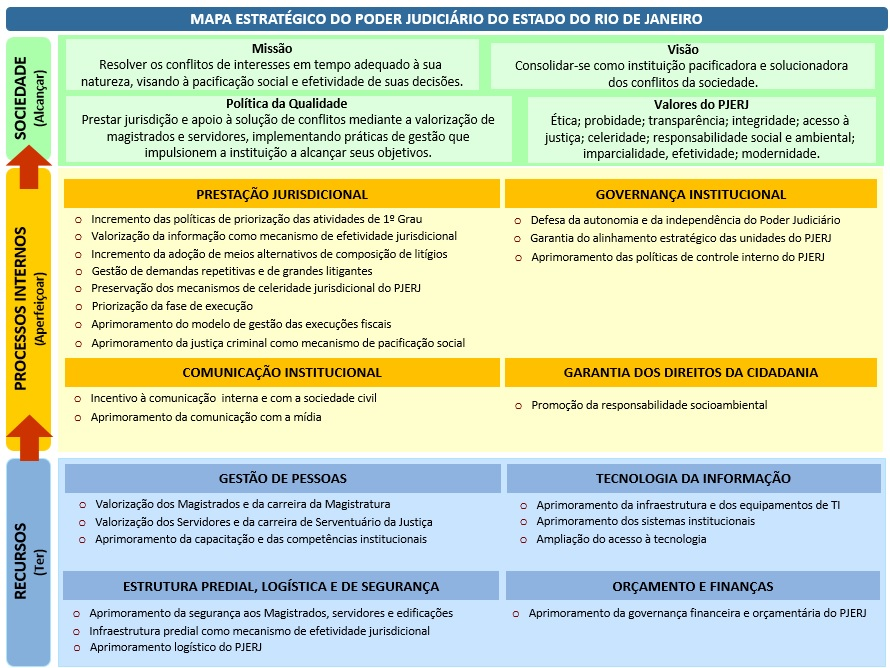 MAPA ESTRATÉGICO DO PODER JUDICIÁRIO DO ESTADO DO RIO DE JANEIRO
SOCIEDADE
(Alcançar)
Missão
Resolver os conflitos de interesses em tempo adequado à sua
natureza, visando à pacificação social e efetividade de suas decisões.
Visão
Consolidar-se como instituição pacificadora e solucionadora
dos conflitos da sociedade.
Política da Qualidade
Prestar jurisdição e apoio à solução de conflitos mediante a valorização de
magistrados e servidores, implementando práticas de gestão que
impulsionem a instituição a alcançar seus objetivos.
Valores do PJERJ
Ética; probidade; transparência; integridade; acesso à
justiça; celeridade; responsabilidade social e ambiental;
imparcialidade, efetividade; modernidade.
PROCESSOS INTERNOS
(Aperfeiçoar)
PRESTAÇÃO JURISDICIONAL
o Incremento das políticas de priorização das atividades de 1º Grau
o Valorização da informação como mecanismo de efetividade jurisdicional
o Incremento da adoção de meios alternativos de composição de litígios
o Gestão de demandas repetitivas e de grandes litigantes
o Preservação dos mecanismos de celeridade jurisdicional do PJERJ
o Priorização da fase de execução
o Aprimoramento do modelo de gestão das execuções fiscais
o Aprimoramento da justiça criminal como mecanismo de pacificação social
GOVERNANÇA INSTITUCIONAL
o Defesa da autonomia e da independência do Poder Judiciário
o Garantia do alinhamento estratégico das unidades do PJERJ
o Aprimoramento das políticas de controle interno do PJERJ
COMUNICAÇÃO INSTITUCIONAL
o Incentivo à comunicação interna e com a sociedade civil
o Aprimoramento da comunicação com a mídia
GARANTIA DOS DIREITOS DA CIDADANIA
o Promoção da responsabilidade socioambiental
RECURSOS
(Ter)
GESTÃO DE PESSOAS
o Valorização dos Magistrados e da carreira da Magistratura
o Valorização dos Servidores e da carreira de Serventuário da Justiça
o Aprimoramento da capacitação e das competências institucionais
TECNOLOGIA DA INFORMAÇÃO
o Aprimoramento da infraestrutura e dos equipamentos de TI
o Aprimoramento dos sistemas institucionais
o Ampliação do acesso à tecnologia
ESTRUTURA PREDIAL, LOGÍSTICA E DE SEGURANÇA
o Aprimoramento da segurança aos Magistrados, servidores e edificações
o Infraestrutura predial como mecanismo de efetividade jurisdicional
o Aprimoramento logístico do PJERJ
ORÇAMENTO E FINANÇAS
o Aprimoramento da governança financeira e orçamentária do PJERJ